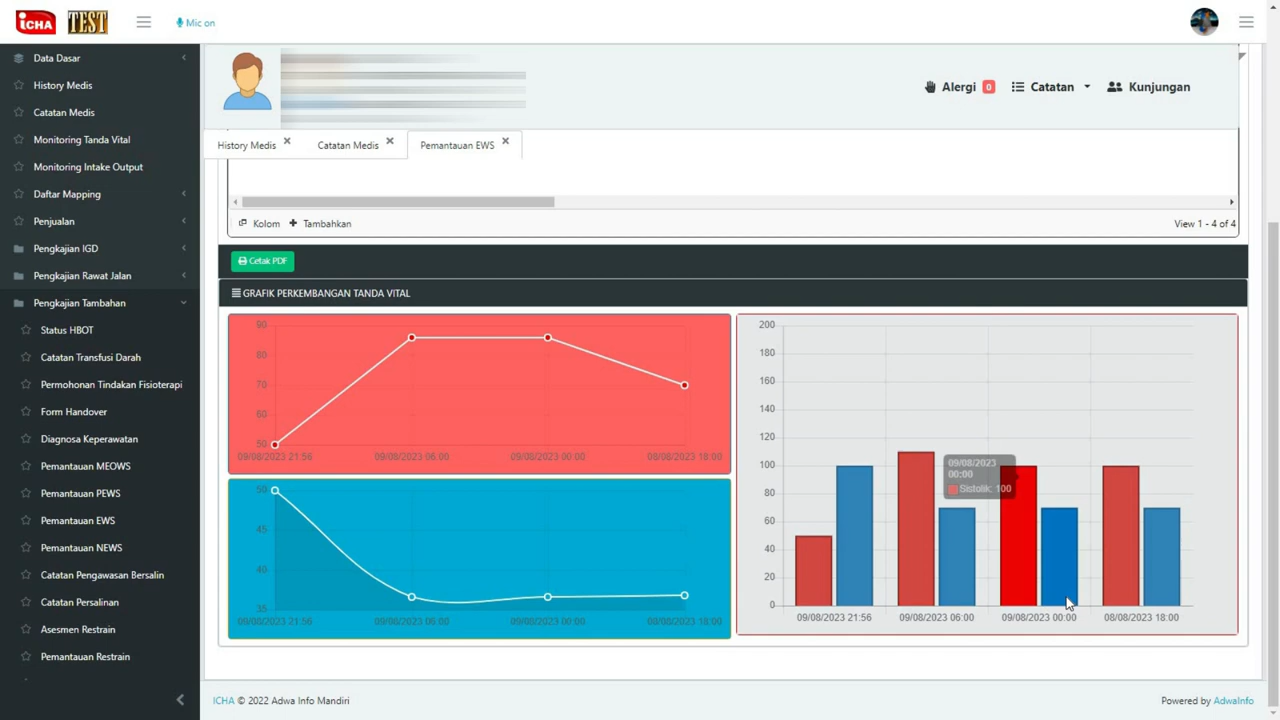 iCHA TEST Mic on
Data Dasar
History Medis
Catatan Medis
Monitoring Tanda Vital
Monitoring Intake Output
Daftar Mapping
Penjualan
Pengkajian IGD
Pengkajian Rawat Jalan
Pengkajian Tambahan
Status HBOT
Catatan Transfusi Darah
Permohonan Tindakan Fisioterapi
Form Handover
Diagnosa Keperawatan
Pemantauan MEOWS
Pemantauan PEWS
Pemantauan EWS
Pemantauan NEWS
Catatan Pengawasan Bersalin
Catatan Persalinan
Asesmen Restrain
Pemantauan Restrain
Alergi 0 Catatan Kunjungan
History Medis Catatan Medis Pemantauan EWS
Kolom Tambahkan View 1 - 4 of 4
Cetak PDF
GRAFIK PERKEMBANGAN TANDA VITAL
90
80
70
60
50
09/08/2023 21:56 09/08/2023 06:00 09/08/2023 00:00 08/08/2023 18:00
50
45
40
35
09/08/2023 21:56 09/08/2023 06:00 09/08/2023 00:00 08/08/2023 18:00
200
180
160
140
120
100
80
60
40
20
0
09/08/2023
00:00
Sistolik: 100
09/08/2023 21:56 09/08/2023 06:00 09/08/2023 00:00 08/08/2023 18:00
ICHA © 2022 Adwa Info Mandiri Powered by AdwaInfo